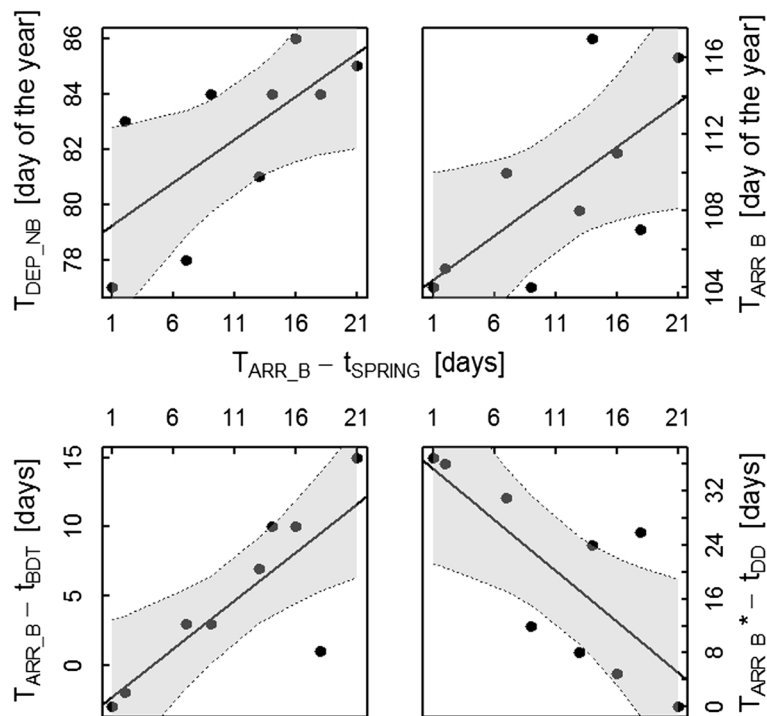 T_DEP_NB [day of the year]
78 80 82 84 86
1 6 11 16 21
104 108 112 116
T_ARR_B [day of the year]
1 6 11 16 21
T_ARR_B – t_SPRING [days]
1 6 11 16 21
T_ARR_B – t_BDT [days]
0 5 10 15
1 6 11 16 21
0 8 16 24 32
T_ARR_B* – t_DD [days]